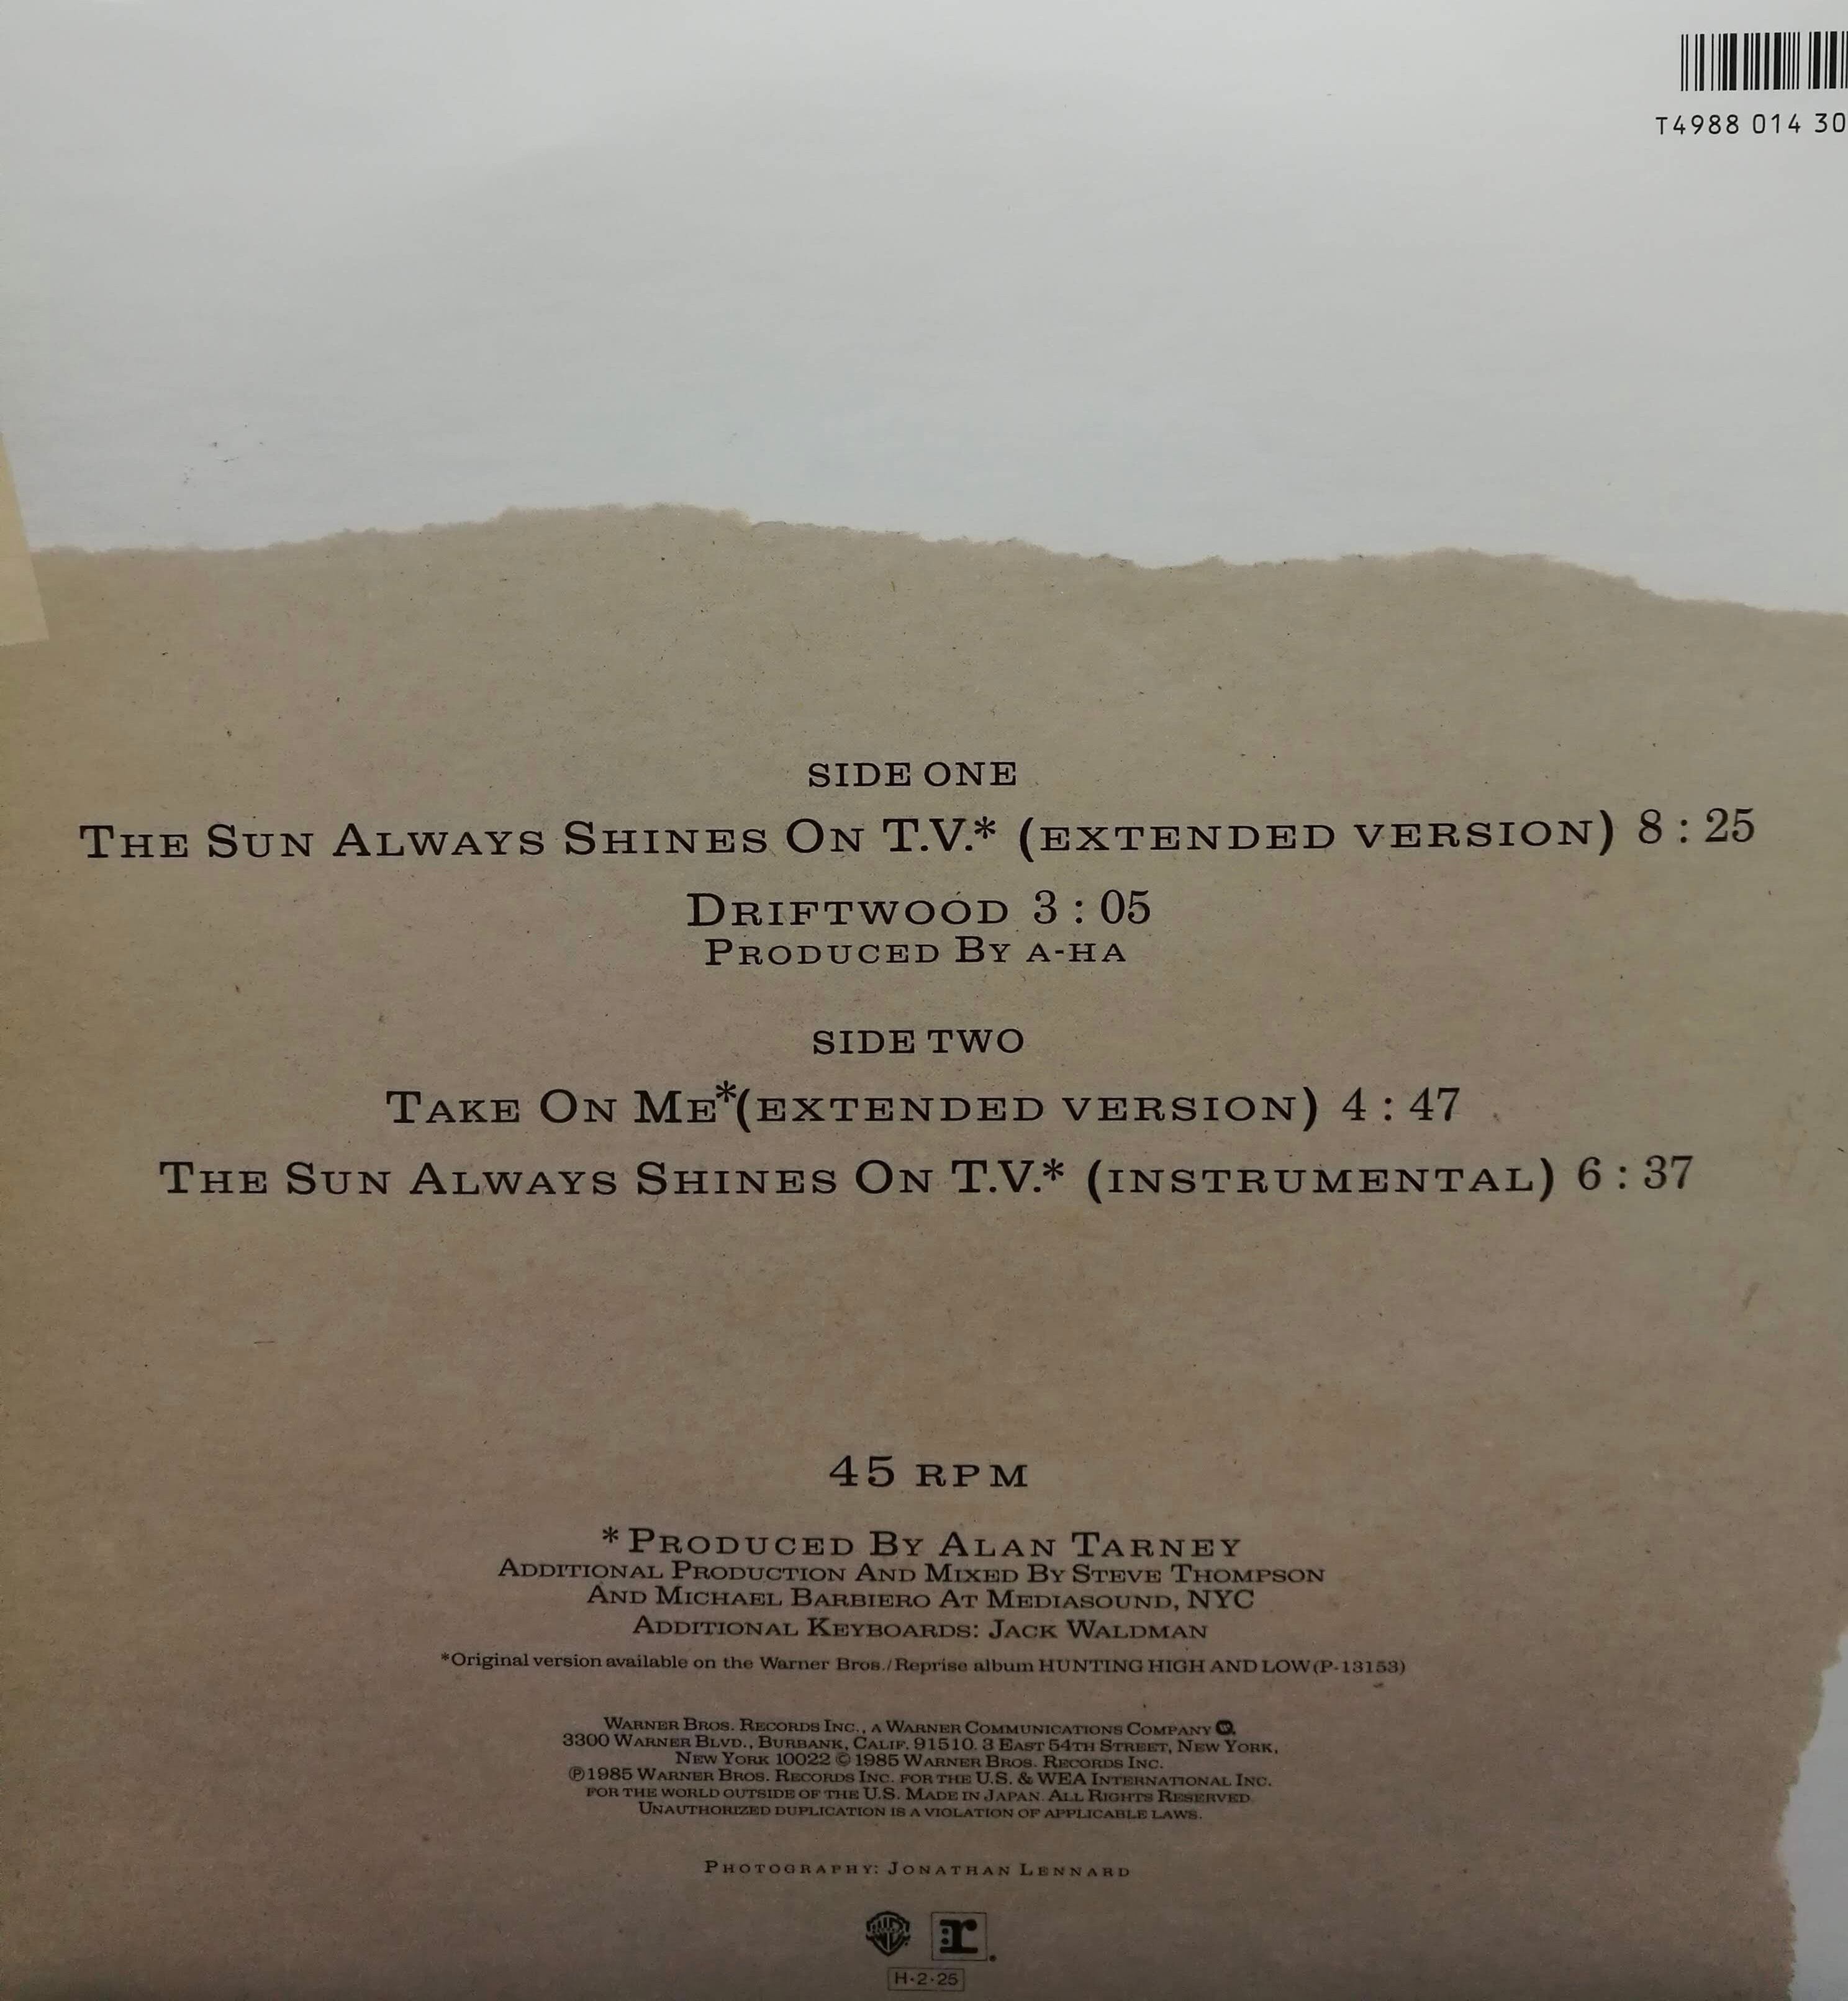 T4988 014 30
SIDE ONE
THE SUN ALWAYS SHINES ON T.V.* (EXTENDED VERSION) 8 : 25
DRIFTWOOD 3 : 05
PRODUCED BY A-HA
SIDE TWO
TAKE ON ME*(EXTENDED VERSION) 4 : 47
THE SUN ALWAYS SHINES ON T.V.* (INSTRUMENTAL) 6 : 37
45 RPM
*PRODUCED BY ALAN TARNEY
ADDITIONAL PRODUCTION AND MIXED BY STEVE THOMPSON
AND MICHAEL BARBIERO AT MEDIASOUND, NYC
ADDITIONAL KEYBOARDS: JACK WALDMAN
*Original version available on the Warner Bros./Reprise album HUNTING HIGH AND LOW(P-13153)
WARNER BROS. RECORDS INC., A WARNER COMMUNICATIONS COMPANY
3300 WARNER BLVD., BURBANK, CALIF. 91510. 3 EAST 54TH STREET, NEW YORK,
NEW YORK 10022 © 1985 WARNER BROS. RECORDS INC.
℗1985 WARNER BROS. RECORDS INC. FOR THE U.S. & WEA INTERNATIONAL INC.
FOR THE WORLD OUTSIDE OF THE U.S. MADE IN JAPAN. ALL RIGHTS RESERVED.
UNAUTHORIZED DUPLICATION IS A VIOLATION OF APPLICABLE LAWS.
PHOTOGRAPHY: JONATHAN LENNARD
r
H·2·25